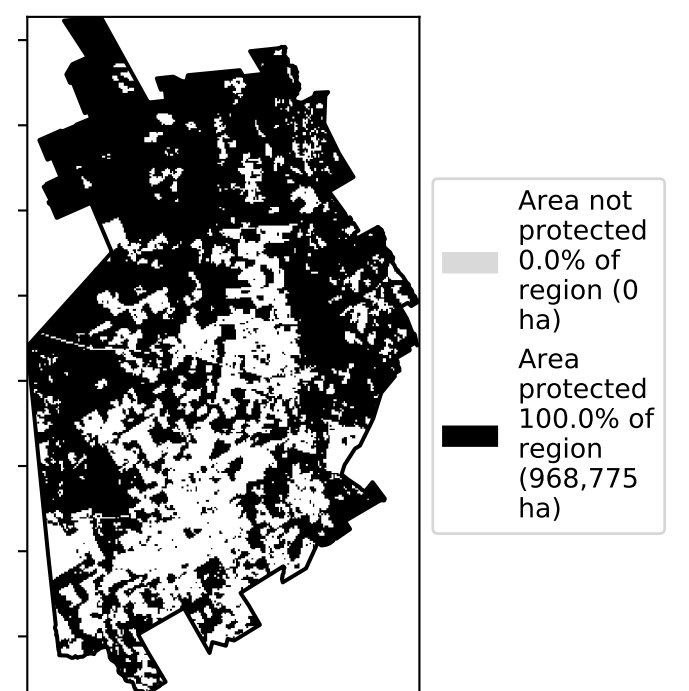 Area not
protected
0.0% of
region (0
ha)
Area
protected
100.0% of
region
(968,775
ha)